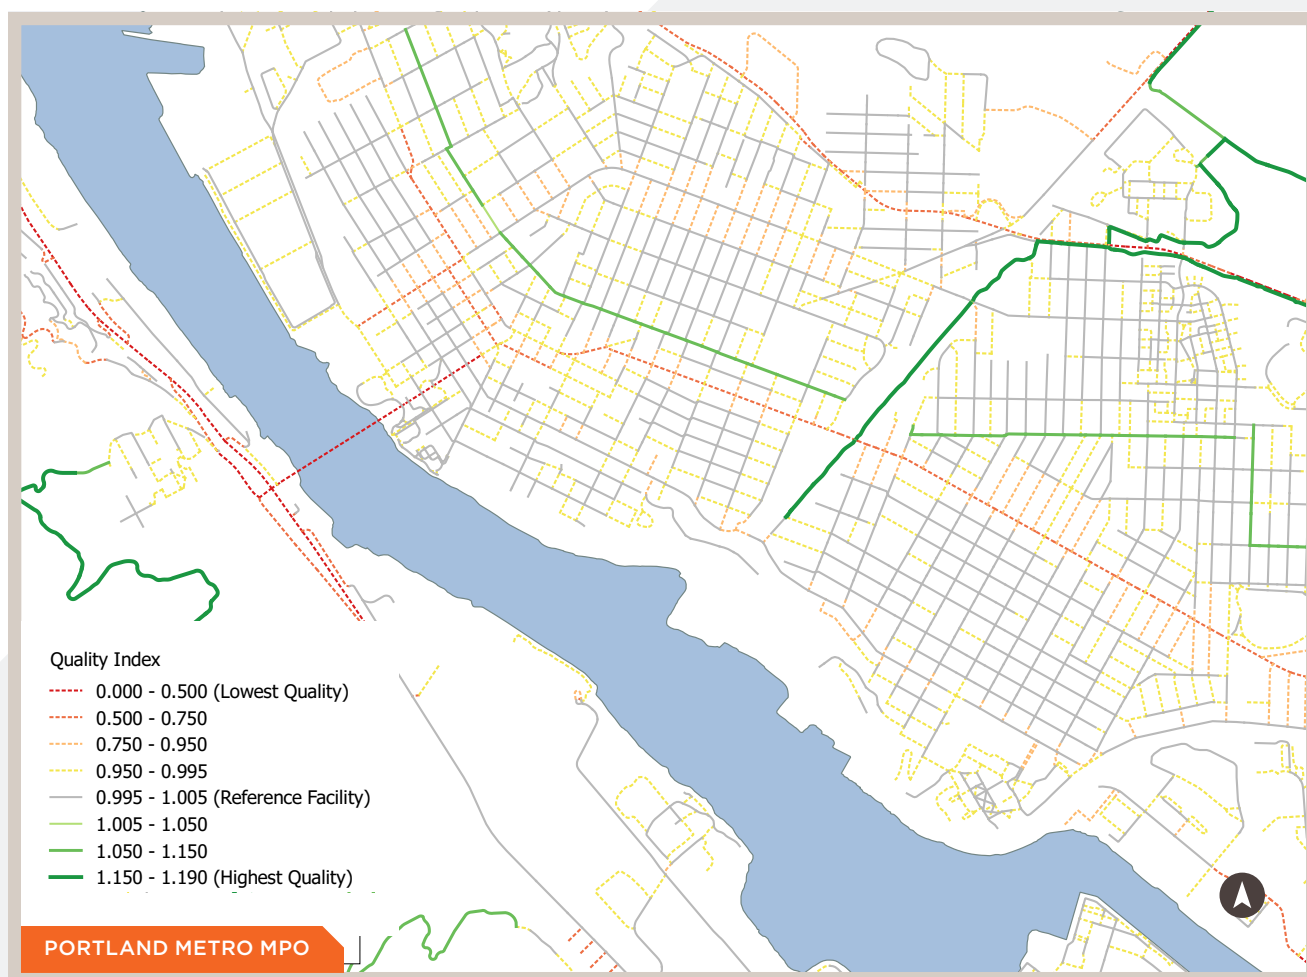 Quality Index
0.000 - 0.500 (Lowest Quality)
0.500 - 0.750
0.750 - 0.950
0.950 - 0.995
0.995 - 1.005 (Reference Facility)
1.005 - 1.050
1.050 - 1.150
1.150 - 1.190 (Highest Quality)
PORTLAND METRO MPO